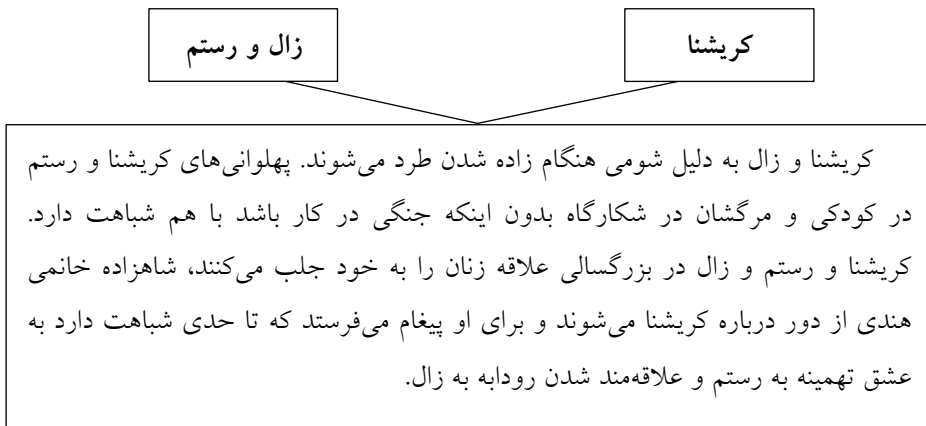 کریشنا
زال و رستم
کریشنا و زال به دلیل شومی هنگام زاده شدن طرد می‌شوند. پهلوانی‌های کریشنا و رستم
در کودکی و مرگشان در شکارگاه بدون اینکه جنگی در کار باشد با هم شباهت دارد.
کریشنا و رستم و زال در بزرگسالی علاقه زنان را به خود جلب می‌کنند، شاهزاده خانمی
هندی از دور درباره کریشنا می‌شوند و برای او پیغام می‌فرستد که تا حدی شباهت دارد به
عشق تهمینه به رستم و علاقه‌مند شدن رودابه به زال.